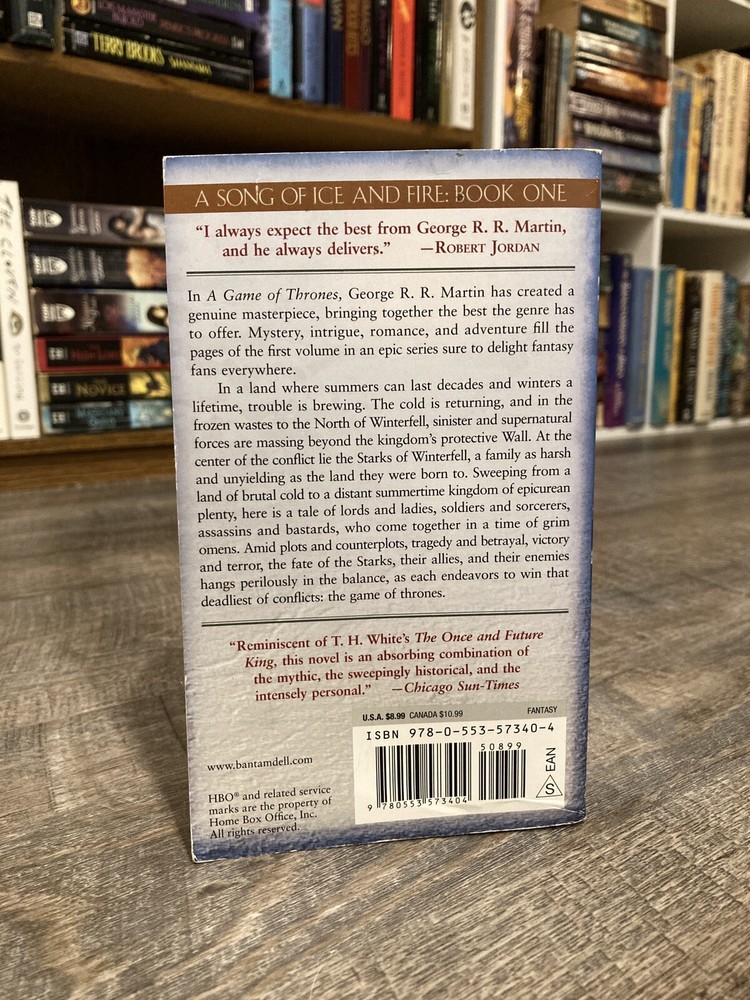 TERRY BROOKS SHANNARA
NOVICE
A SONG OF ICE AND FIRE: BOOK ONE
“I always expect the best from George R. R. Martin,
and he always delivers.” —ROBERT JORDAN
In A Game of Thrones, George R. R. Martin has created a
genuine masterpiece, bringing together the best the genre has
to offer. Mystery, intrigue, romance, and adventure fill the
pages of the first volume in an epic series sure to delight fantasy
fans everywhere.
In a land where summers can last decades and winters a
lifetime, trouble is brewing. The cold is returning, and in the
frozen wastes to the North of Winterfell, sinister and supernatural
forces are massing beyond the kingdom’s protective Wall. At the
center of the conflict lie the Starks of Winterfell, a family as harsh
and unyielding as the land they were born to. Sweeping from a
land of brutal cold to a distant summertime kingdom of epicurean
plenty, here is a tale of lords and ladies, soldiers and sorcerers,
assassins and bastards, who come together in a time of grim
omens. Amid plots and counterplots, tragedy and betrayal, victory
and terror, the fate of the Starks, their allies, and their enemies
hangs perilously in the balance, as each endeavors to win that
deadliest of conflicts: the game of thrones.
“Reminiscent of T. H. White’s The Once and Future
King, this novel is an absorbing combination of
the mythic, the sweepingly historical, and the
intensely personal.” —Chicago Sun-Times
U.S.A. $8.99 CANADA $10.99 FANTASY
ISBN 978-0-553-57340-4
50899
EAN
S
9 780553 573404
www.bantamdell.com
HBO® and related service
marks are the property of
Home Box Office, Inc.
All rights reserved.